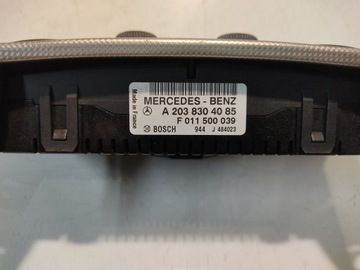 Made in France
MERCEDES - BENZ
A 203 830 40 85
F 011 500 039
BOSCH 944 J 484023